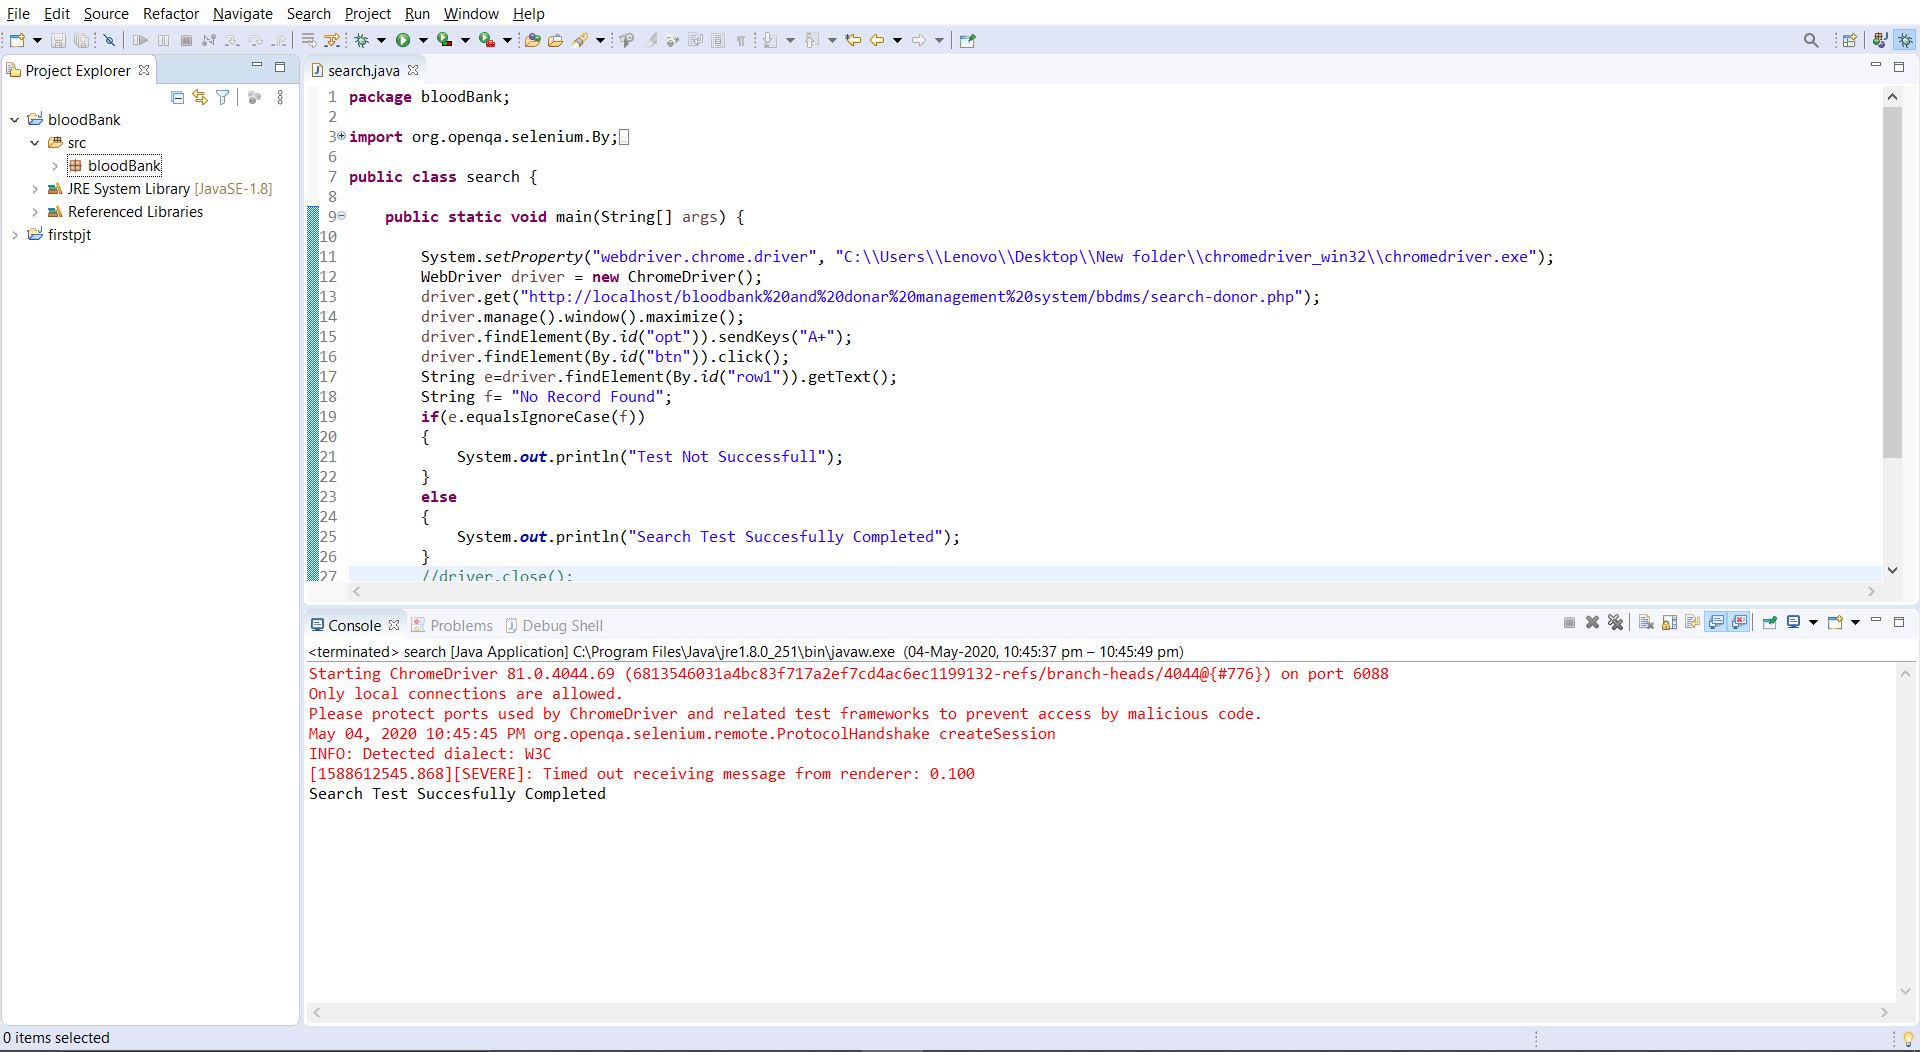 File Edit Source Refactor Navigate Search Project Run Window Help
Project Explorer
bloodBank
src
bloodBank
JRE System Library [JavaSE-1.8]
Referenced Libraries
firstpjt
search.java
1 package bloodBank;
2
3 import org.openqa.selenium.By;
6
7 public class search {
8
9 public static void main(String[] args) {
10
11 System.setProperty("webdriver.chrome.driver", "C:\\Users\\Lenovo\\Desktop\\New folder\\chromedriver_win32\\chromedriver.exe");
12 WebDriver driver = new ChromeDriver();
13 driver.get("http://localhost/bloodbank%20and%20donar%20management%20system/bbdms/search-donor.php");
14 driver.manage().window().maximize();
15 driver.findElement(By.id("opt")).sendKeys("A+");
16 driver.findElement(By.id("btn")).click();
17 String e=driver.findElement(By.id("row1")).getText();
18 String f= "No Record Found";
19 if(e.equalsIgnoreCase(f))
20 {
21 System.out.println("Test Not Successfull");
22 }
23 else
24 {
25 System.out.println("Search Test Succesfully Completed");
26 }
27 //driver.close();
Console Problems Debug Shell
<terminated> search [Java Application] C:\Program Files\Java\jre1.8.0_251\bin\javaw.exe (04-May-2020, 10:45:37 pm – 10:45:49 pm)
Starting ChromeDriver 81.0.4044.69 (6813546031a4bc83f717a2ef7cd4ac6ec1199132-refs/branch-heads/4044@{#776}) on port 6088
Only local connections are allowed.
Please protect ports used by ChromeDriver and related test frameworks to prevent access by malicious code.
May 04, 2020 10:45:45 PM org.openqa.selenium.remote.ProtocolHandshake createSession
INFO: Detected dialect: W3C
[1588612545.868][SEVERE]: Timed out receiving message from renderer: 0.100
Search Test Succesfully Completed
0 items selected